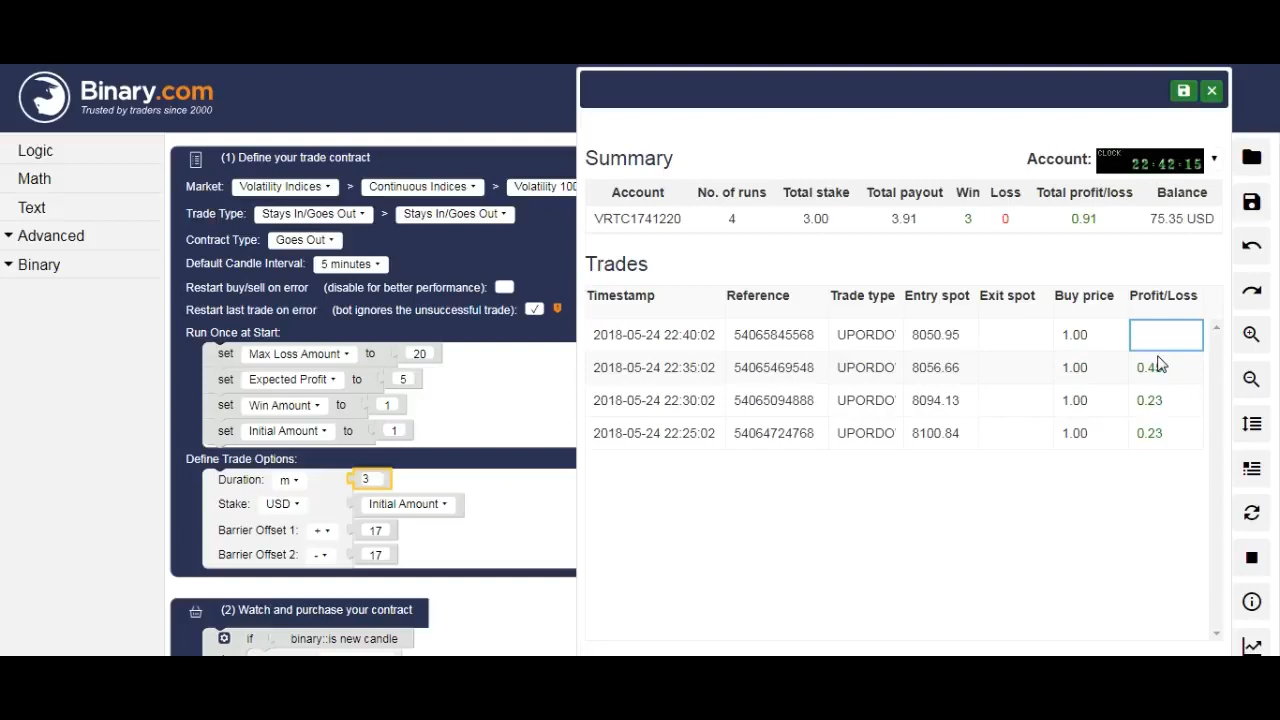 Binary.com
Trusted by traders since 2000
Logic
Math
Text
Advanced
Binary
(1) Define your trade contract
Market: Volatility Indices > Continuous Indices > Volatility 100
Trade Type: Stays In/Goes Out > Stays In/Goes Out
Contract Type: Goes Out
Default Candle Interval: 5 minutes
Restart buy/sell on error (disable for better performance):
Restart last trade on error (bot ignores the unsuccessful trade): ✓
Run Once at Start:
set Max Loss Amount to 20
set Expected Profit to 5
set Win Amount to 1
set Initial Amount to 1
Define Trade Options:
Duration: m 3
Stake: USD Initial Amount
Barrier Offset 1: + 17
Barrier Offset 2: - 17
(2) Watch and purchase your contract
if binary::is new candle
Summary
Account: CLOCK 22:42:15
Account No. of runs Total stake Total payout Win Loss Total profit/loss Balance
VRTC1741220 4 3.00 3.91 3 0 0.91 75.35 USD
Trades
Timestamp Reference Trade type Entry spot Exit spot Buy price Profit/Loss
2018-05-24 22:40:02 54065845568 UPORDO 8050.95 1.00
2018-05-24 22:35:02 54065469548 UPORDO 8056.66 1.00
2018-05-24 22:30:02 54065094888 UPORDO 8094.13 1.00 0.23
2018-05-24 22:25:02 54064724768 UPORDO 8100.84 1.00 0.23